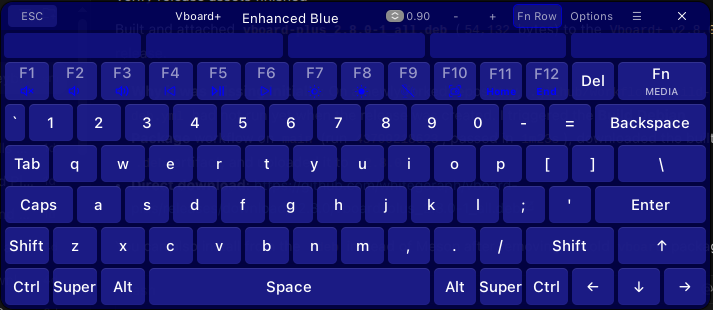 ESC Vboard+ Enhanced Blue 0.90 - + Fn Row Options ☰ ✕
F1 F2 F3 F4 F5 F6 F7 F8 F9 F10 F11 F12 Del Fn
Home End MEDIA
` 1 2 3 4 5 6 7 8 9 0 - = Backspace
Tab q w e r t y u i o p [ ] \
Caps a s d f g h j k l ; ' Enter
Shift z x c v b n m , . / Shift ↑
Ctrl Super Alt Space Alt Super Ctrl ← ↓ →